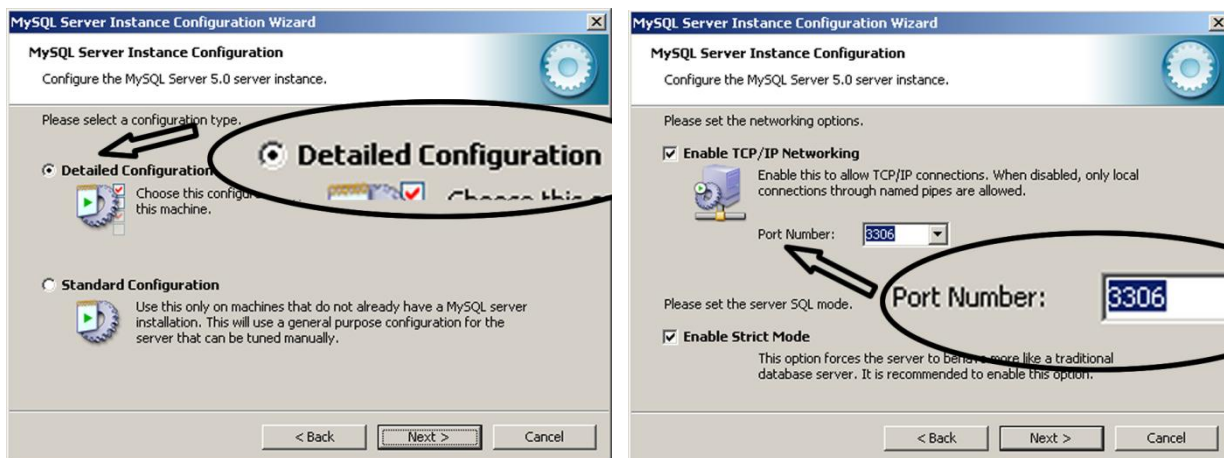 MySQL Server Instance Configuration Wizard
MySQL Server Instance Configuration
Configure the MySQL Server 5.0 server instance.
Please select a configuration type.
Detailed Configuration
Choose this
this machine.
Detailed Configuration
Choose this
Standard Configuration
Use this only on machines that do not already have a MySQL server
installation. This will use a general purpose configuration for the
server that can be tuned manually.
< Back
Next >
Cancel
MySQL Server Instance Configuration Wizard
MySQL Server Instance Configuration
Configure the MySQL Server 5.0 server instance.
Please set the networking options.
Enable TCP/IP Networking
Enable this to allow TCP/IP connections. When disabled, only local
connections through named pipes are allowed.
Port Number: 3306
Port Number: 3306
Please set the server SQL mode.
Enable Strict Mode
This option forces the server to behave more like a traditional
database server. It is recommended to enable this option.
< Back
Next >
Cancel